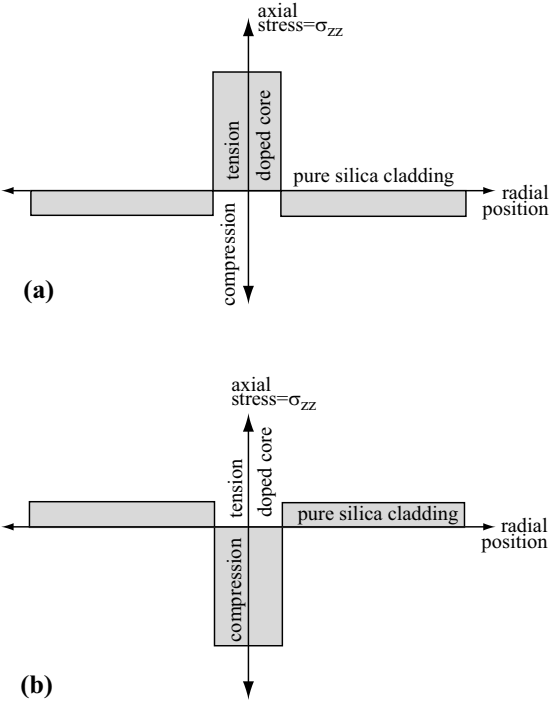 axial
stress=σzz
tension
doped core
pure silica cladding
compression
radial
position
(a)
axial
stress=σzz
tension
doped core
pure silica cladding
radial
position
compression
(b)